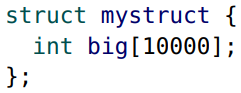 struct mystruct {
  int big[10000];
};